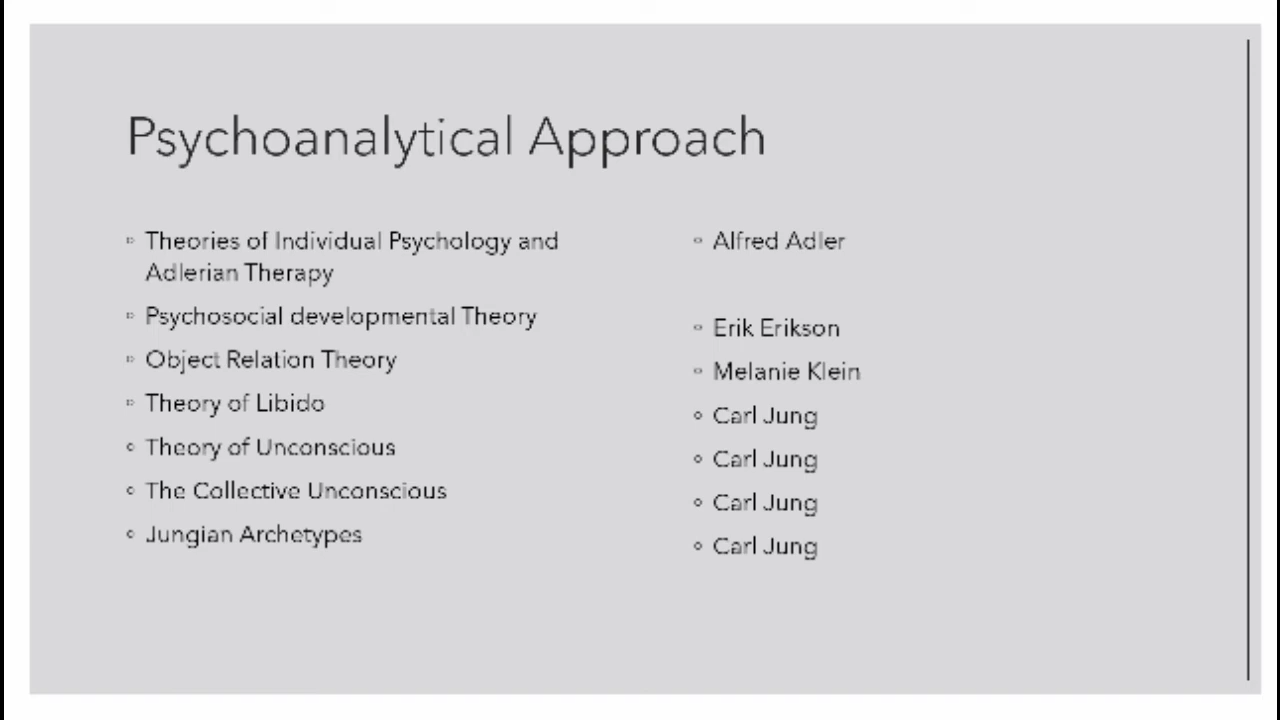 Psychoanalytical Approach
Theories of Individual Psychology and
Adlerian Therapy
Psychosocial developmental Theory
Object Relation Theory
Theory of Libido
Theory of Unconscious
The Collective Unconscious
Jungian Archetypes
Alfred Adler
Erik Erikson
Melanie Klein
Carl Jung
Carl Jung
Carl Jung
Carl Jung